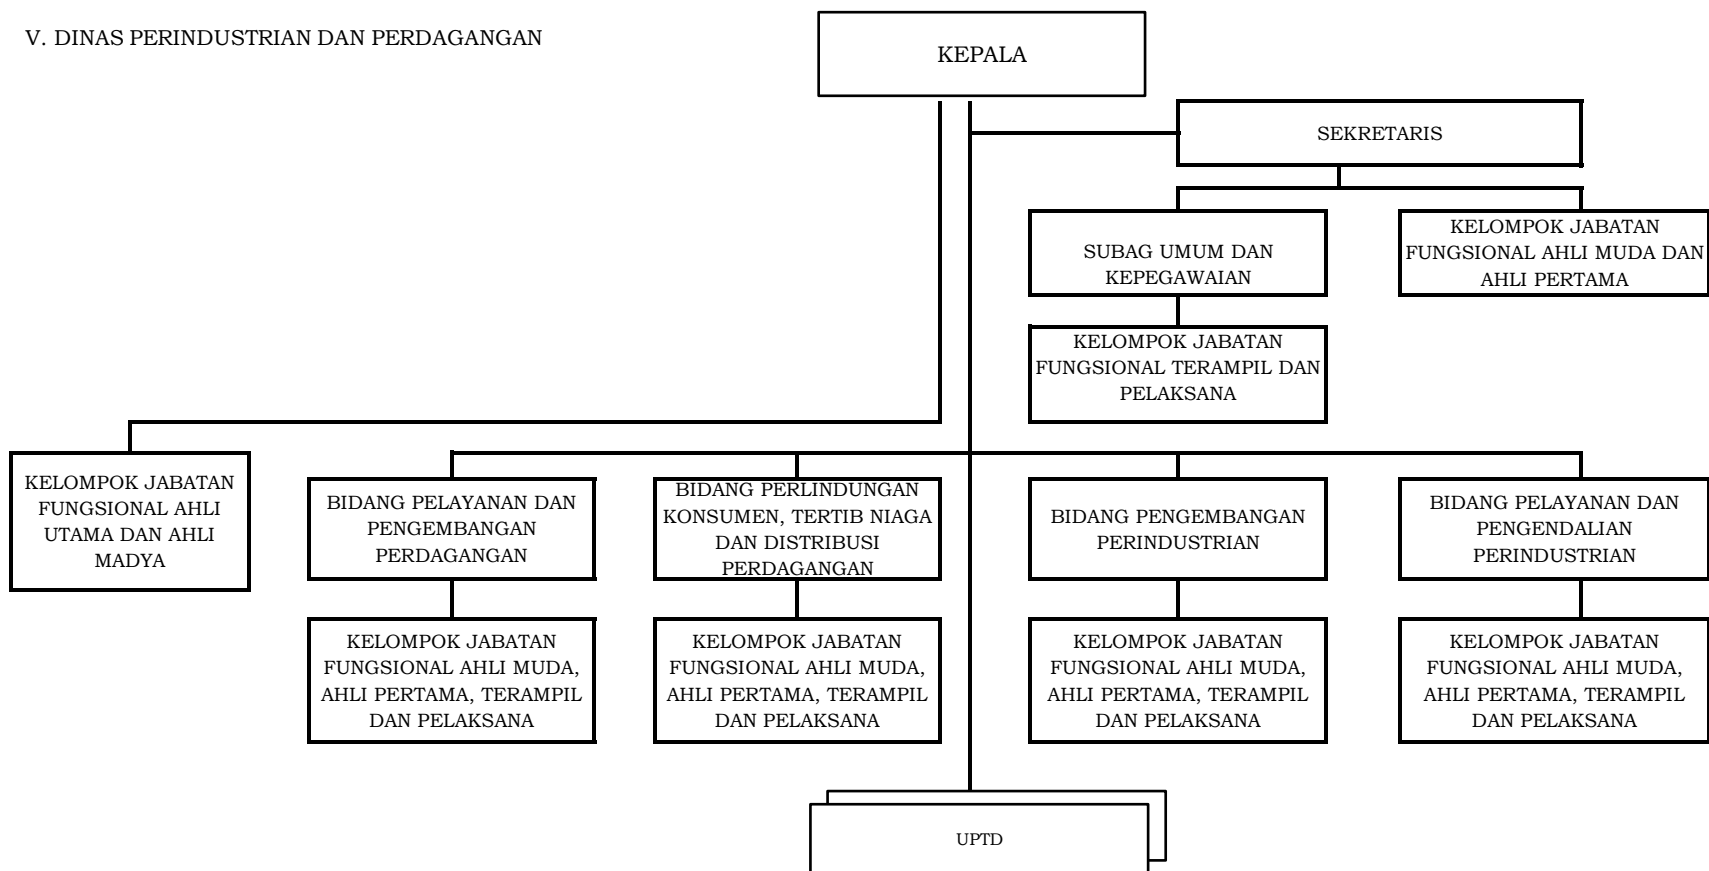 V. DINAS PERINDUSTRIAN DAN PERDAGANGAN
KEPALA
SEKRETARIS
SUBAG UMUM DAN
KEPEGAWAIAN
KELOMPOK JABATAN
FUNGSIONAL AHLI MUDA DAN
AHLI PERTAMA
KELOMPOK JABATAN
FUNGSIONAL TERAMPIL DAN
PELAKSANA
KELOMPOK JABATAN
FUNGSIONAL AHLI
UTAMA DAN AHLI
MADYA
BIDANG PELAYANAN DAN
PENGEMBANGAN
PERDAGANGAN
BIDANG PERLINDUNGAN
KONSUMEN, TERTIB NIAGA
DAN DISTRIBUSI
PERDAGANGAN
BIDANG PENGEMBANGAN
PERINDUSTRIAN
BIDANG PELAYANAN DAN
PENGENDALIAN
PERINDUSTRIAN
KELOMPOK JABATAN
FUNGSIONAL AHLI MUDA,
AHLI PERTAMA, TERAMPIL
DAN PELAKSANA
KELOMPOK JABATAN
FUNGSIONAL AHLI MUDA,
AHLI PERTAMA, TERAMPIL
DAN PELAKSANA
KELOMPOK JABATAN
FUNGSIONAL AHLI MUDA,
AHLI PERTAMA, TERAMPIL
DAN PELAKSANA
KELOMPOK JABATAN
FUNGSIONAL AHLI MUDA,
AHLI PERTAMA, TERAMPIL
DAN PELAKSANA
UPTD